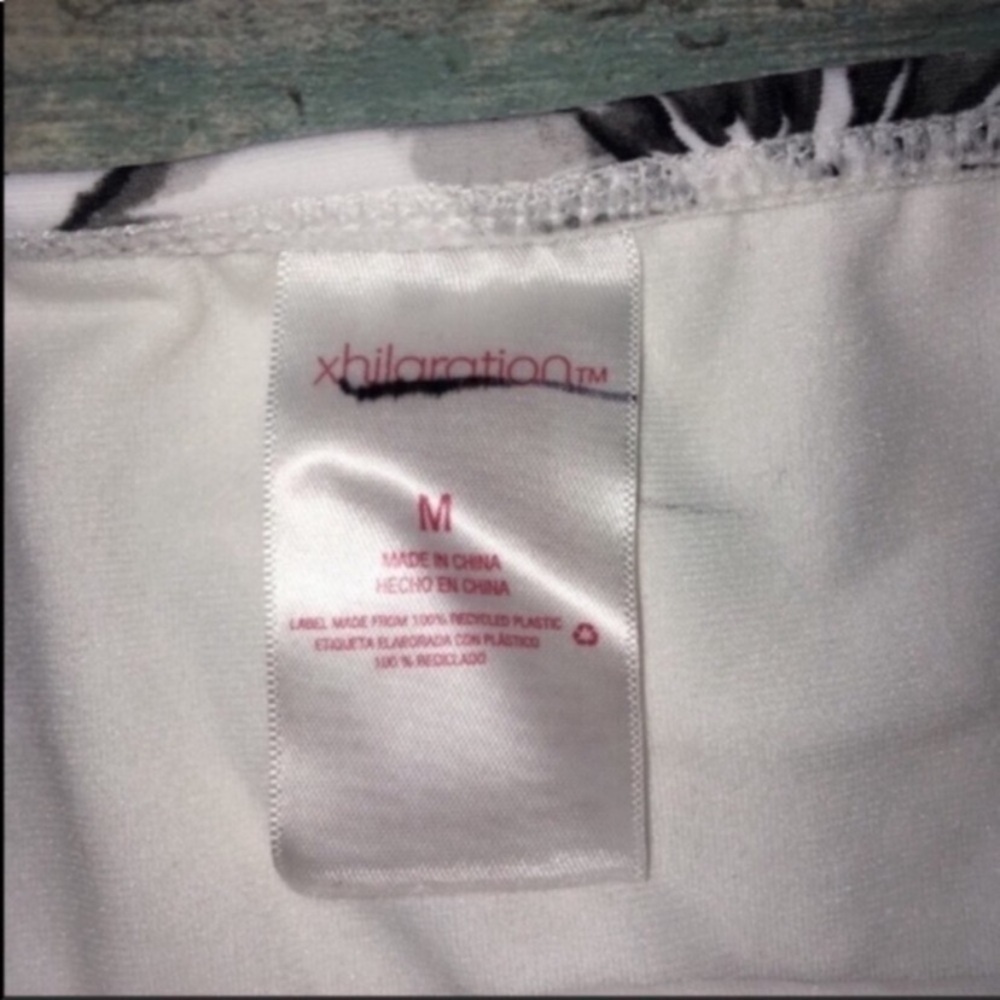 xhilaration™
M
MADE IN CHINA
HECHO EN CHINA
LABEL MADE FROM 100% RECYCLED PLASTIC
ETIQUETA ELABORADA CON PLÁSTICO
100 % RECICLADO